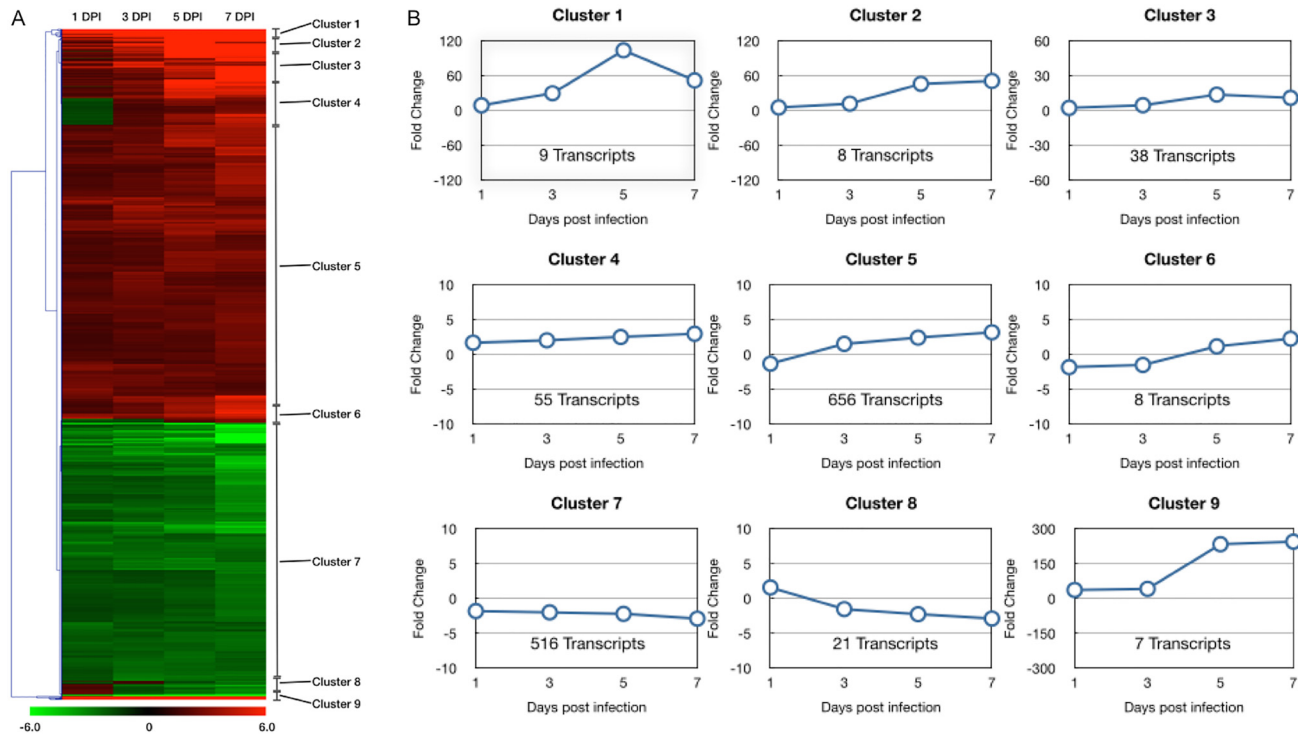 A
1 DPI 3 DPI 5 DPI 7 DPI
Cluster 1
Cluster 2
Cluster 3
Cluster 4
Cluster 5
Cluster 6
Cluster 7
Cluster 8
Cluster 9
-6.0 0 6.0
B
Cluster 1
Fold Change
120
60
0
-60
-120
9 Transcripts
1 3 5 7
Days post infection
Cluster 2
Fold Change
120
60
0
-60
-120
8 Transcripts
1 3 5 7
Days post infection
Cluster 3
Fold Change
60
30
0
-30
-60
38 Transcripts
1 3 5 7
Days post infection
Cluster 4
Fold Change
10
5
0
-5
-10
55 Transcripts
1 3 5 7
Days post infection
Cluster 5
Fold Change
10
5
0
-5
-10
656 Transcripts
1 3 5 7
Days post infection
Cluster 6
Fold Change
10
5
0
-5
-10
8 Transcripts
1 3 5 7
Days post infection
Cluster 7
Fold Change
10
5
0
-5
-10
516 Transcripts
1 3 5 7
Days post infection
Cluster 8
Fold Change
10
5
0
-5
-10
21 Transcripts
1 3 5 7
Days post infection
Cluster 9
Fold Change
300
150
0
-150
-300
7 Transcripts
1 3 5 7
Days post infection